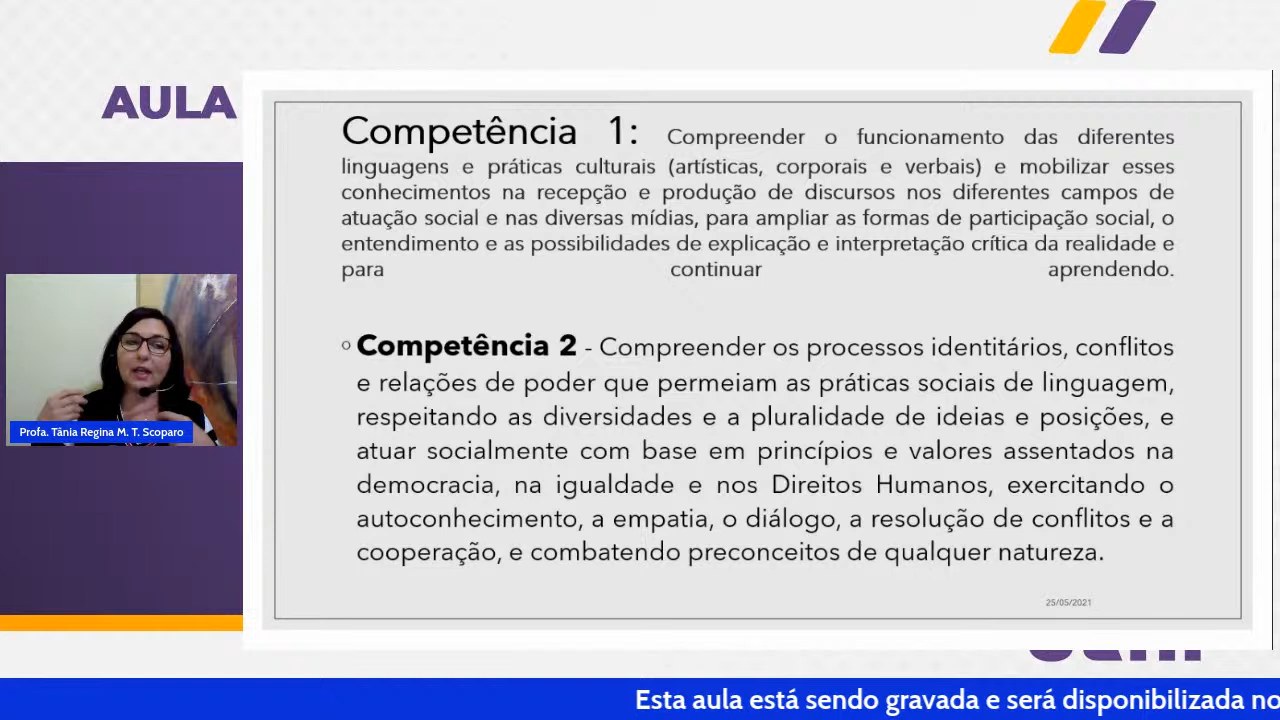 AULA
Competência 1: Compreender o funcionamento das diferentes
linguagens e práticas culturais (artísticas, corporais e verbais) e mobilizar esses
conhecimentos na recepção e produção de discursos nos diferentes campos de
atuação social e nas diversas mídias, para ampliar as formas de participação social, o
entendimento e as possibilidades de explicação e interpretação crítica da realidade e
para continuar aprendendo.
Competência 2 - Compreender os processos identitários, conflitos
e relações de poder que permeiam as práticas sociais de linguagem,
respeitando as diversidades e a pluralidade de ideias e posições, e
atuar socialmente com base em princípios e valores assentados na
democracia, na igualdade e nos Direitos Humanos, exercitando o
autoconhecimento, a empatia, o diálogo, a resolução de conflitos e a
cooperação, e combatendo preconceitos de qualquer natureza.
25/05/2021
Profa. Tânia Regina M. T. Scoparo
Esta aula está sendo gravada e será disponibilizada no